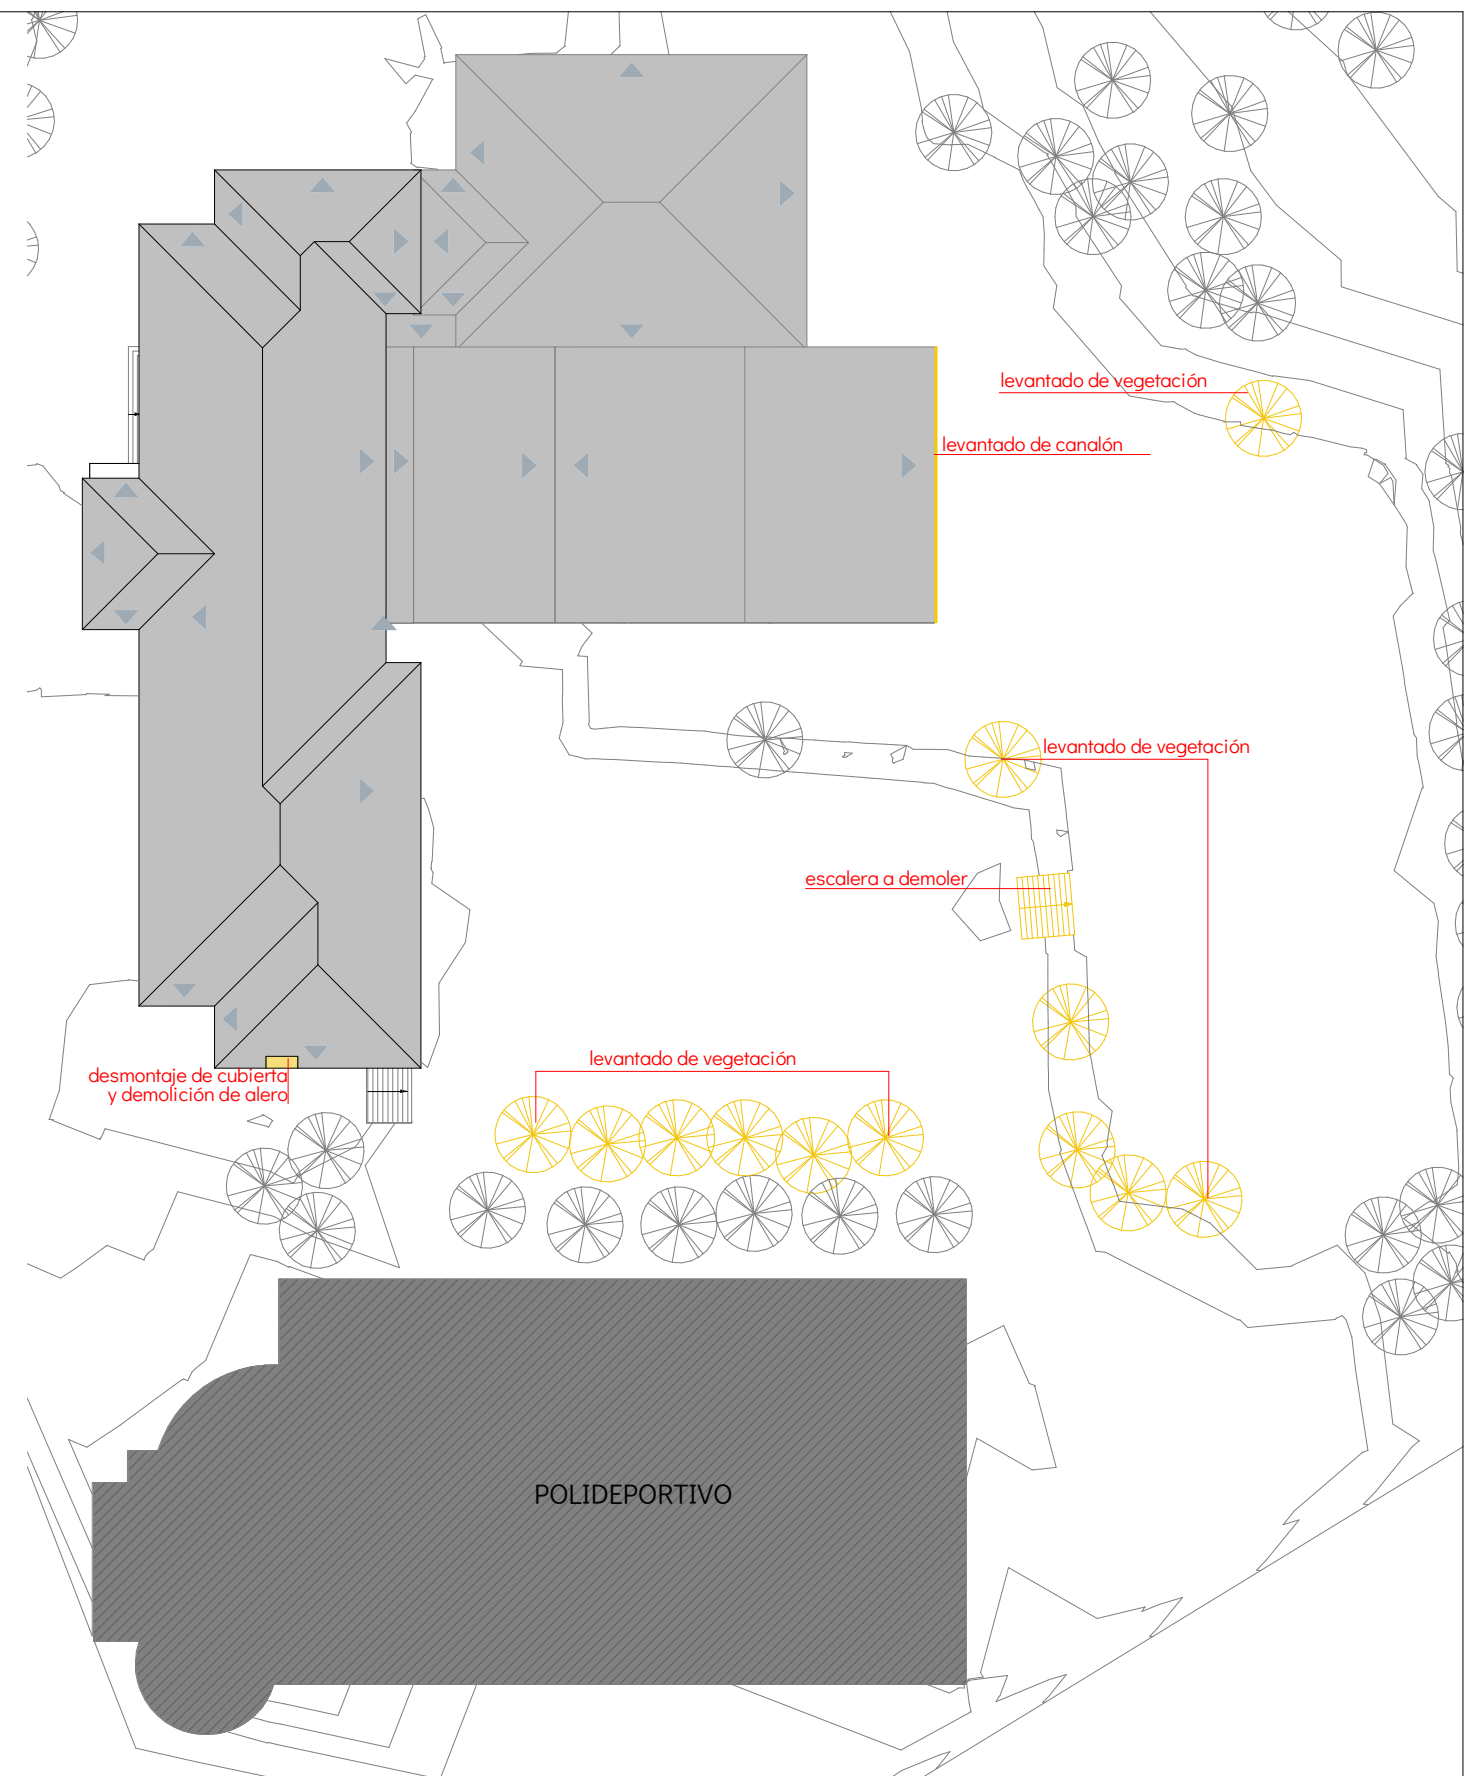 levantado de vegetación
levantado de canalón
levantado de vegetación
escalera a demoler
levantado de vegetación
desmontaje de cubierta
y demolición de alero
POLIDEPORTIVO